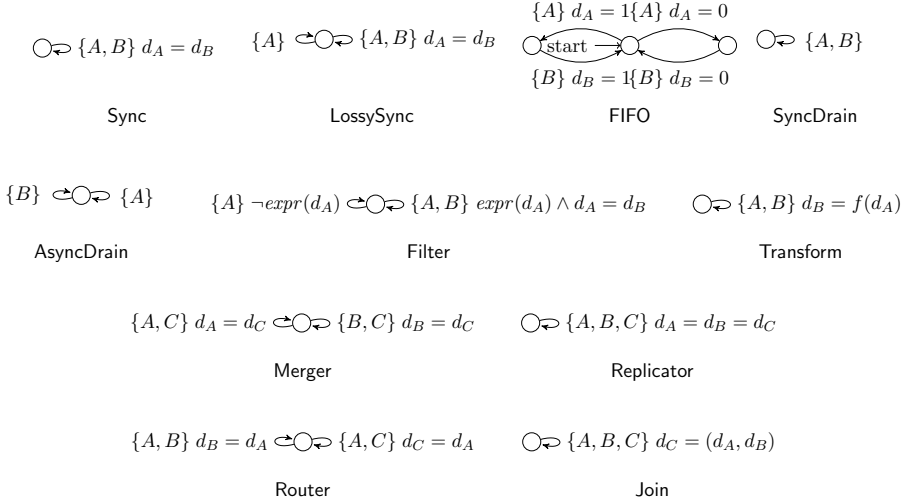 {A} d_A = 1{A} d_A = 0
{A, B} d_A = d_B
{A}
{A, B} d_A = d_B
start
{A, B}
{B} d_B = 1{B} d_B = 0
Sync
LossySync
FIFO
SyncDrain
{B}
{A}
{A} ¬expr(d_A)
{A, B} expr(d_A) ∧ d_A = d_B
{A, B} d_B = f(d_A)
AsyncDrain
Filter
Transform
{A, C} d_A = d_C
{B, C} d_B = d_C
{A, B, C} d_A = d_B = d_C
Merger
Replicator
{A, B} d_B = d_A
{A, C} d_C = d_A
{A, B, C} d_C = (d_A, d_B)
Router
Join